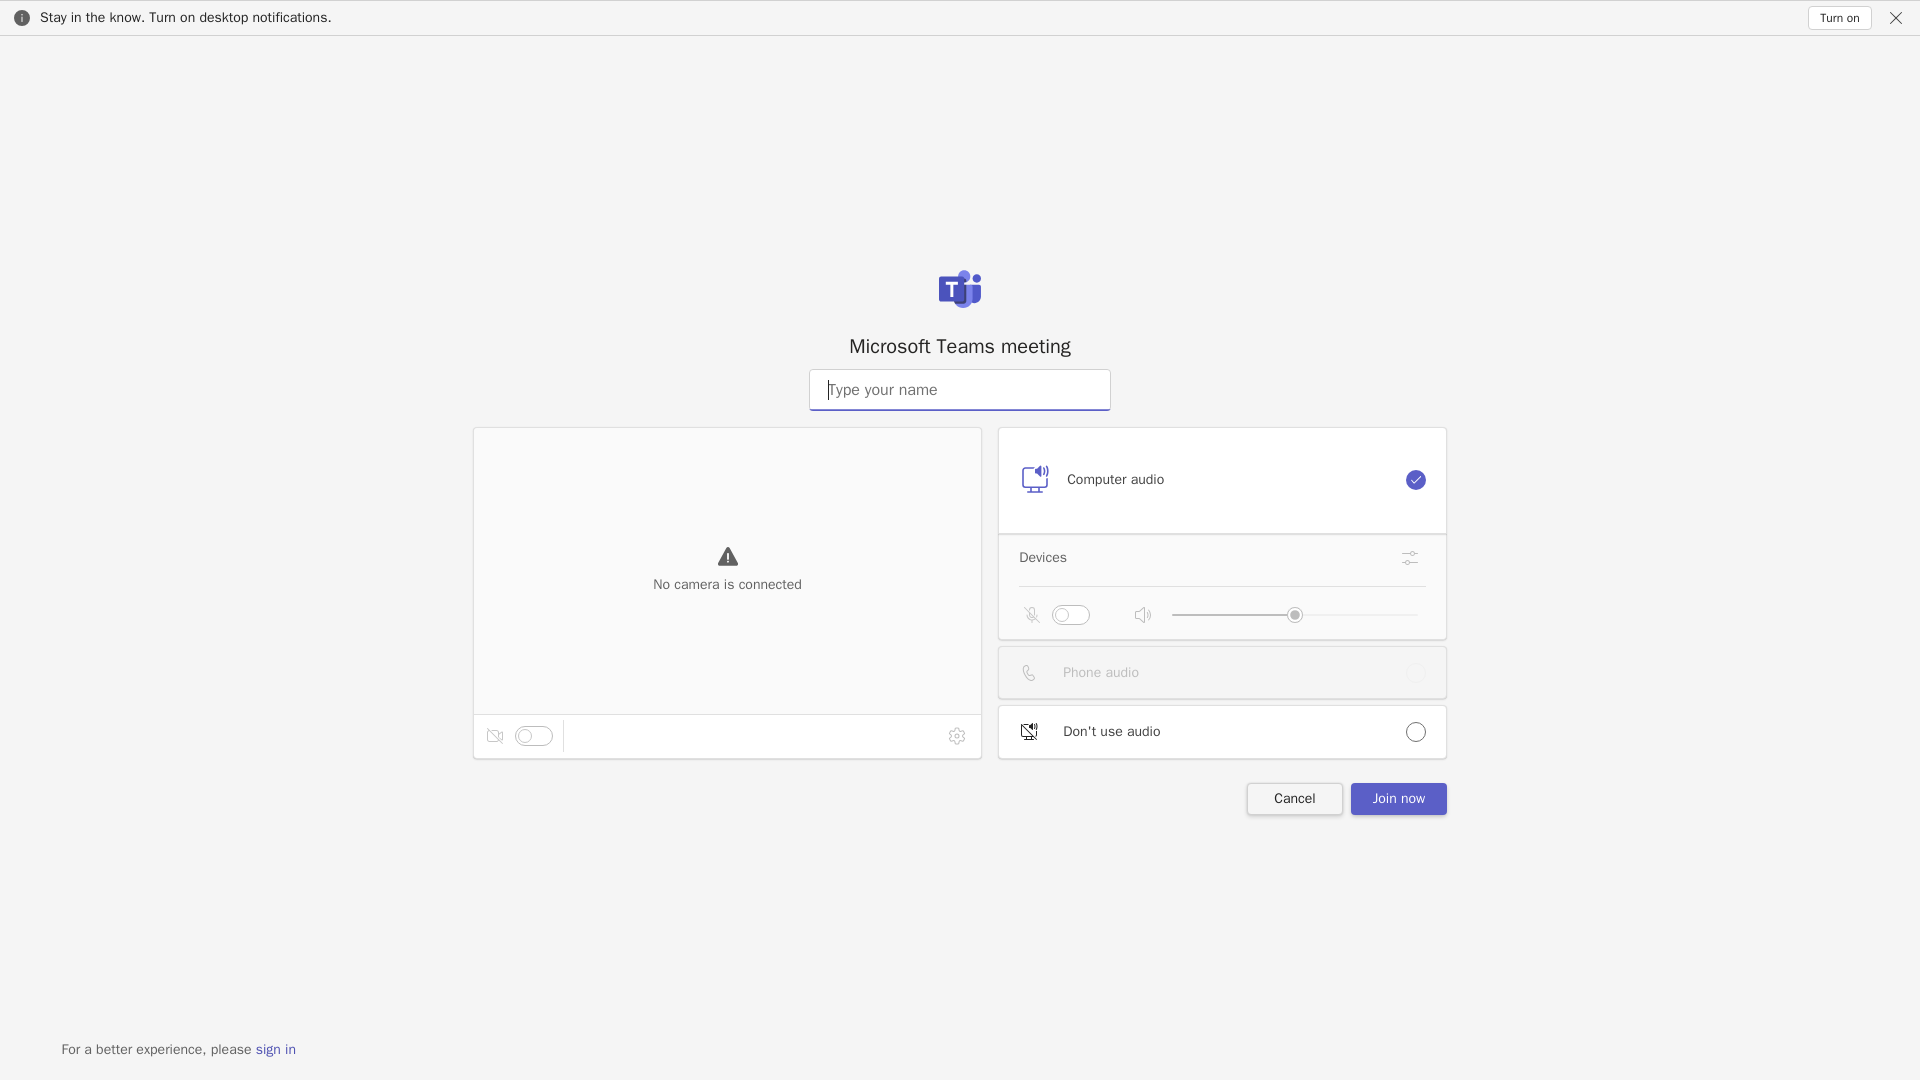 Stay in the know. Turn on desktop notifications.
Turn on
Microsoft Teams meeting
Type your name
No camera is connected
Computer audio
Devices
Phone audio
Don't use audio
Cancel
Join now
For a better experience, please sign in